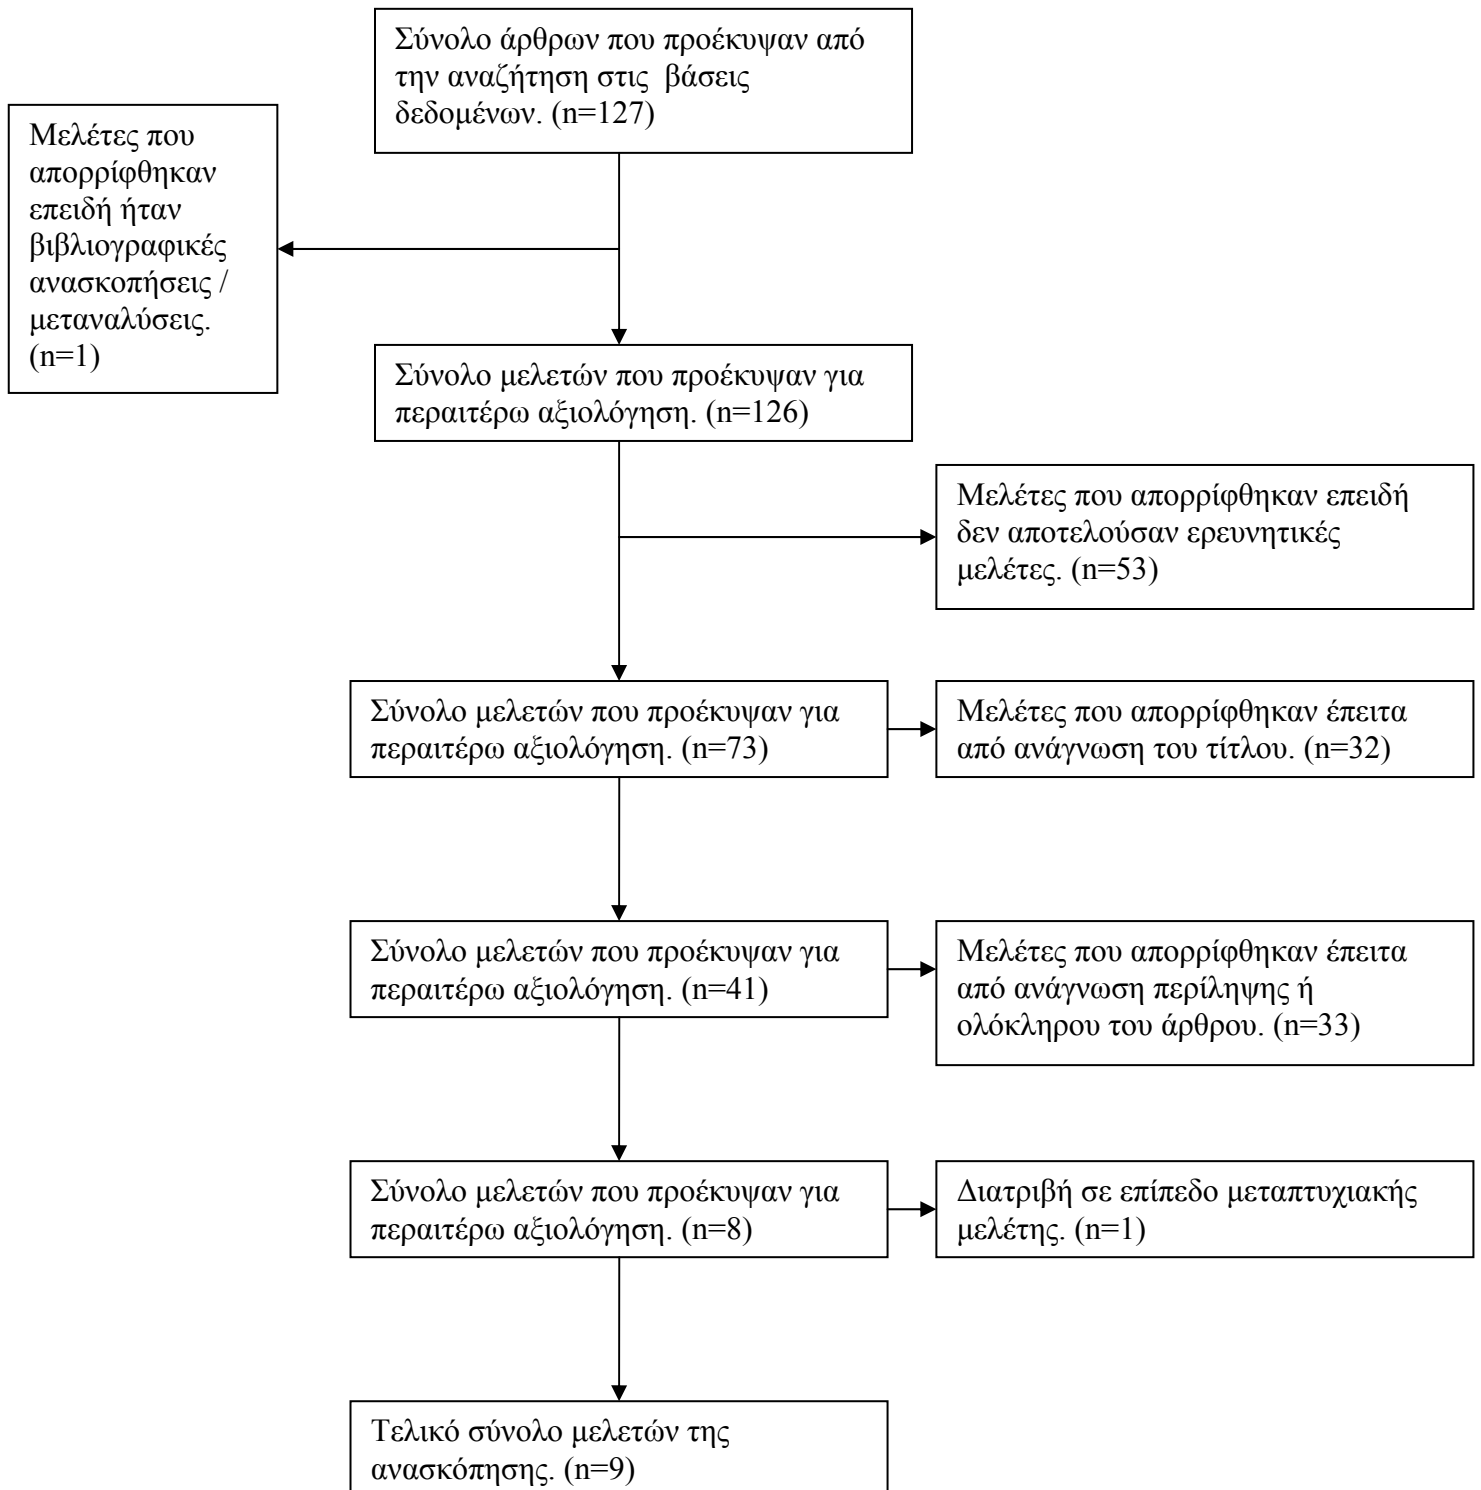 Σύνολο άρθρων που προέκυψαν από
την αναζήτηση στις  βάσεις
δεδομένων. (n=127)
Μελέτες που
απορρίφθηκαν
επειδή ήταν
βιβλιογραφικές
ανασκοπήσεις /
μεταναλύσεις.
(n=1)
Σύνολο μελετών που προέκυψαν για
περαιτέρω αξιολόγηση. (n=126)
Μελέτες που απορρίφθηκαν επειδή
δεν αποτελούσαν ερευνητικές
μελέτες. (n=53)
Σύνολο μελετών που προέκυψαν για
περαιτέρω αξιολόγηση. (n=73)
Μελέτες που απορρίφθηκαν έπειτα
από ανάγνωση του τίτλου. (n=32)
Σύνολο μελετών που προέκυψαν για
περαιτέρω αξιολόγηση. (n=41)
Μελέτες που απορρίφθηκαν έπειτα
από ανάγνωση περίληψης ή
ολόκληρου του άρθρου. (n=33)
Σύνολο μελετών που προέκυψαν για
περαιτέρω αξιολόγηση. (n=8)
Διατριβή σε επίπεδο μεταπτυχιακής
μελέτης. (n=1)
Τελικό σύνολο μελετών της
ανασκόπησης. (n=9)